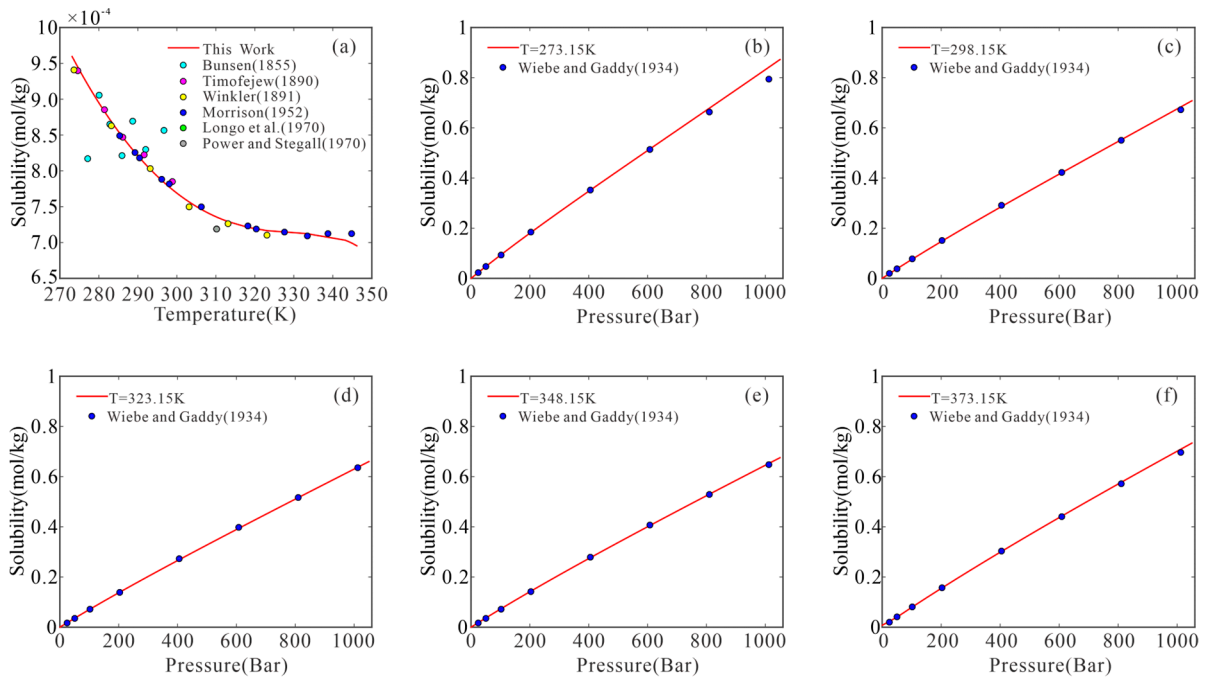 ×10⁻⁴
10
9.5
9.0
8.5
8.0
7.5
7.0
6.5
270 280 290 300 310 320 330 340 350
Solubility(mol/kg)
Temperature(K)
(a)
This Work
Bunsen(1855)
Timofejew(1890)
Winkler(1891)
Morrison(1952)
Longo et al.(1970)
Power and Stegall(1970)
1
0.8
0.6
0.4
0.2
0
0 200 400 600 800 1000
Solubility(mol/kg)
Pressure(Bar)
(b)
T=273.15K
Wiebe and Gaddy(1934)
1
0.8
0.6
0.4
0.2
0
0 200 400 600 800 1000
Solubility(mol/kg)
Pressure(Bar)
(c)
T=298.15K
Wiebe and Gaddy(1934)
1
0.8
0.6
0.4
0.2
0
0 200 400 600 800 1000
Solubility(mol/kg)
Pressure(Bar)
(d)
T=323.15K
Wiebe and Gaddy(1934)
1
0.8
0.6
0.4
0.2
0
0 200 400 600 800 1000
Solubility(mol/kg)
Pressure(Bar)
(e)
T=348.15K
Wiebe and Gaddy(1934)
1
0.8
0.6
0.4
0.2
0
0 200 400 600 800 1000
Solubility(mol/kg)
Pressure(Bar)
(f)
T=373.15K
Wiebe and Gaddy(1934)